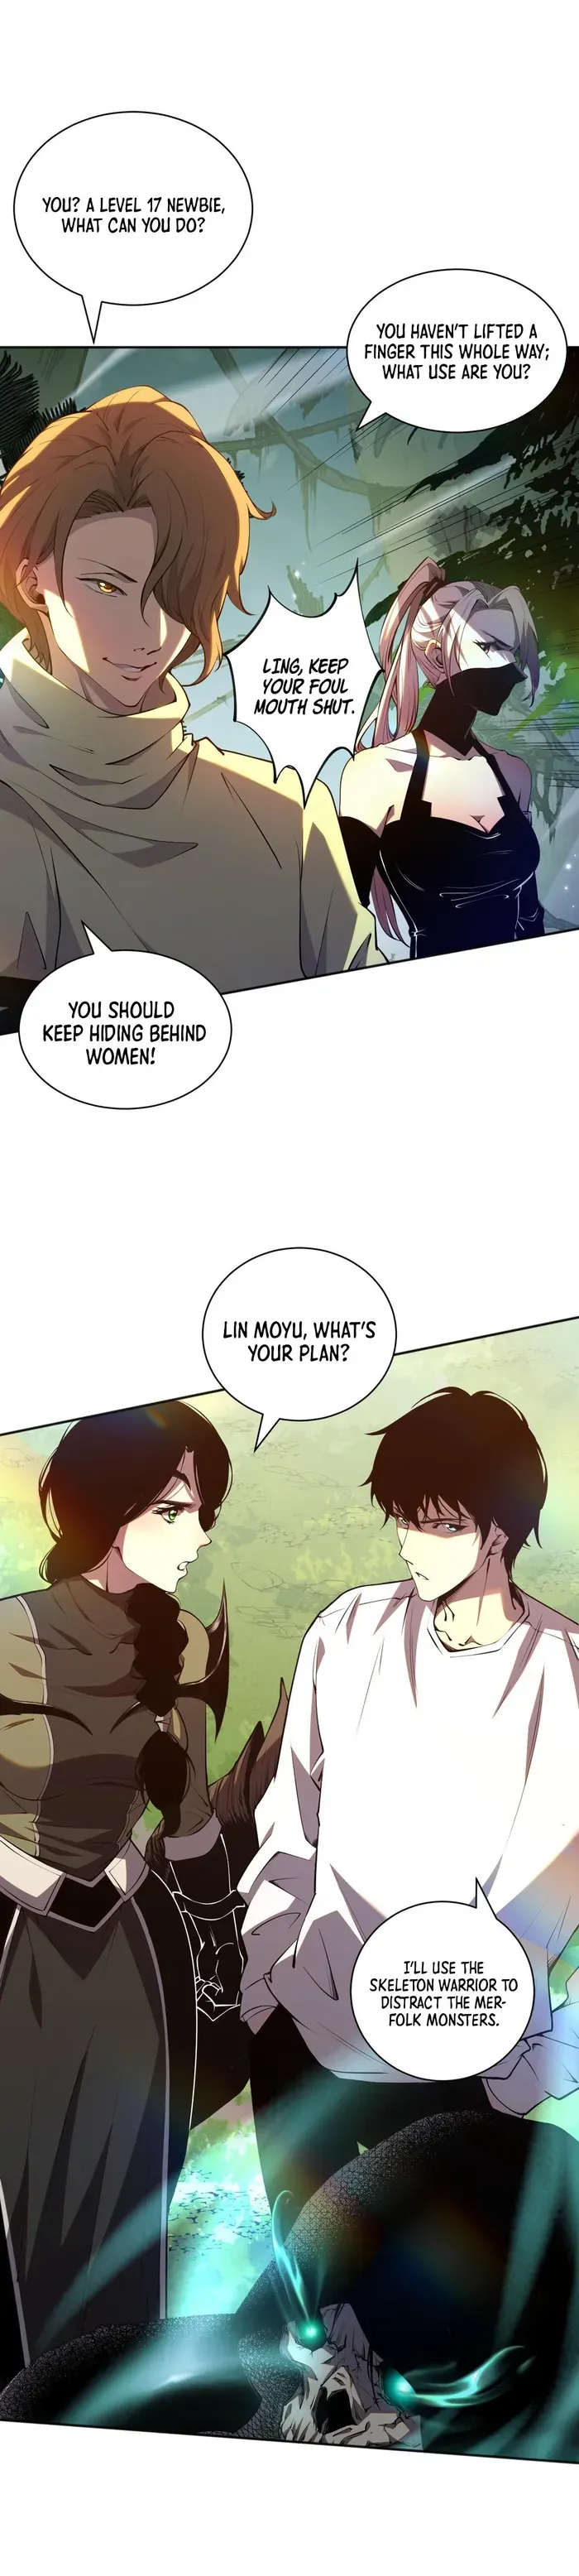 YOU? A LEVEL 17 NEWBIE,
WHAT CAN YOU DO?
YOU HAVEN'T LIFTED A
FINGER THIS WHOLE WAY;
WHAT USE ARE YOU?
LING, KEEP
YOUR FOUL
MOUTH SHUT.
YOU SHOULD
KEEP HIDING BEHIND
WOMEN!
LIN MOYU, WHAT'S
YOUR PLAN?
I'LL USE THE
SKELETON WARRIOR TO
DISTRACT THE MER-
FOLK MONSTERS.